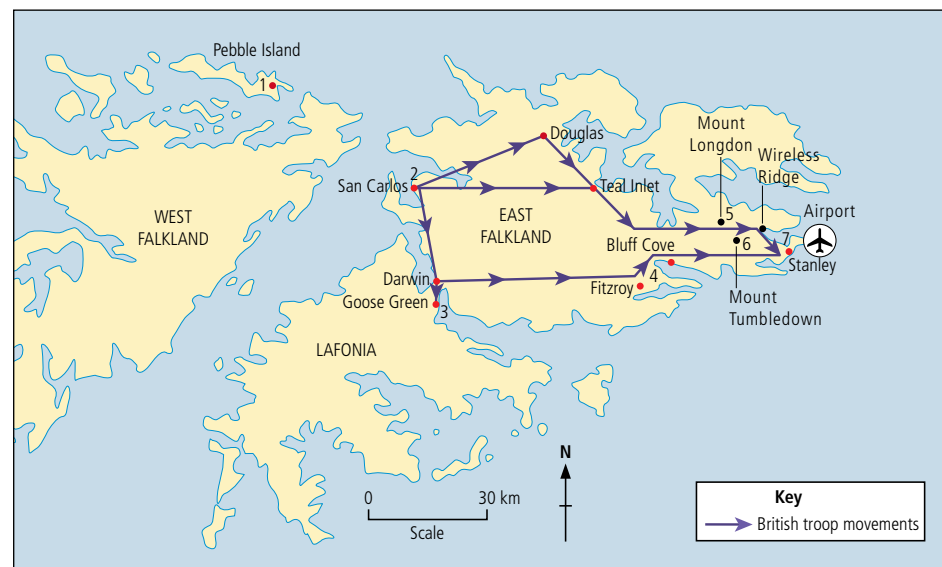 Pebble Island
1
Douglas
Mount
Longdon
Wireless
Ridge
2
San Carlos
Teal Inlet
WEST
FALKLAND
EAST
FALKLAND
5
Airport
6
7
Bluff Cove
Stanley
4
Darwin
Fitzroy
Goose Green
3
Mount
Tumbledown
LAFONIA
N
0
30 km
Scale
Key
British troop movements